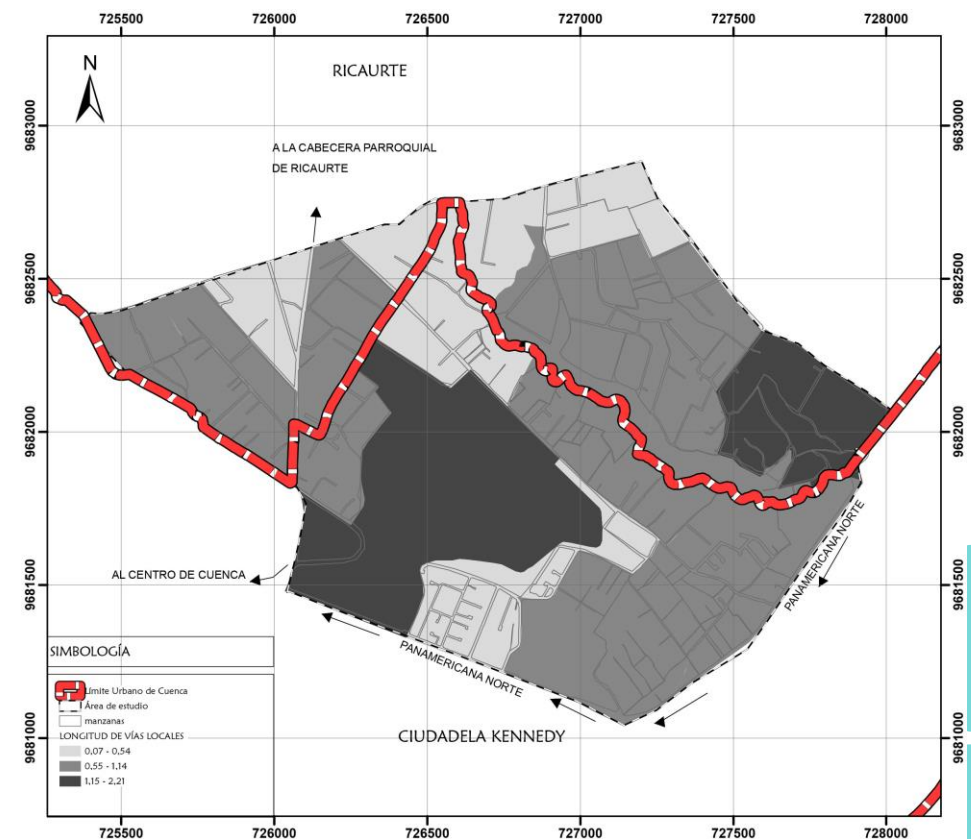 725500 726000 726500 727000 727500 728000
N
RICAURTE
9683000 9683000
A LA CABECERA PARROQUIAL
DE RICAURTE
9682500 9682500
9682000 9682000
PANAMERICANA NORTE
AL CENTRO DE CUENCA
9681500 9681500
PANAMERICANA NORTE
CIUDADELA KENNEDY
9681000 9681000
SIMBOLOGÍA
Límite Urbano de Cuenca
Área de estudio
manzanas
LONGITUD DE VÍAS LOCALES
0,07 - 0,54
0,55 - 1,14
1,15 - 2,21
725500 726000 726500 727000 727500 728000